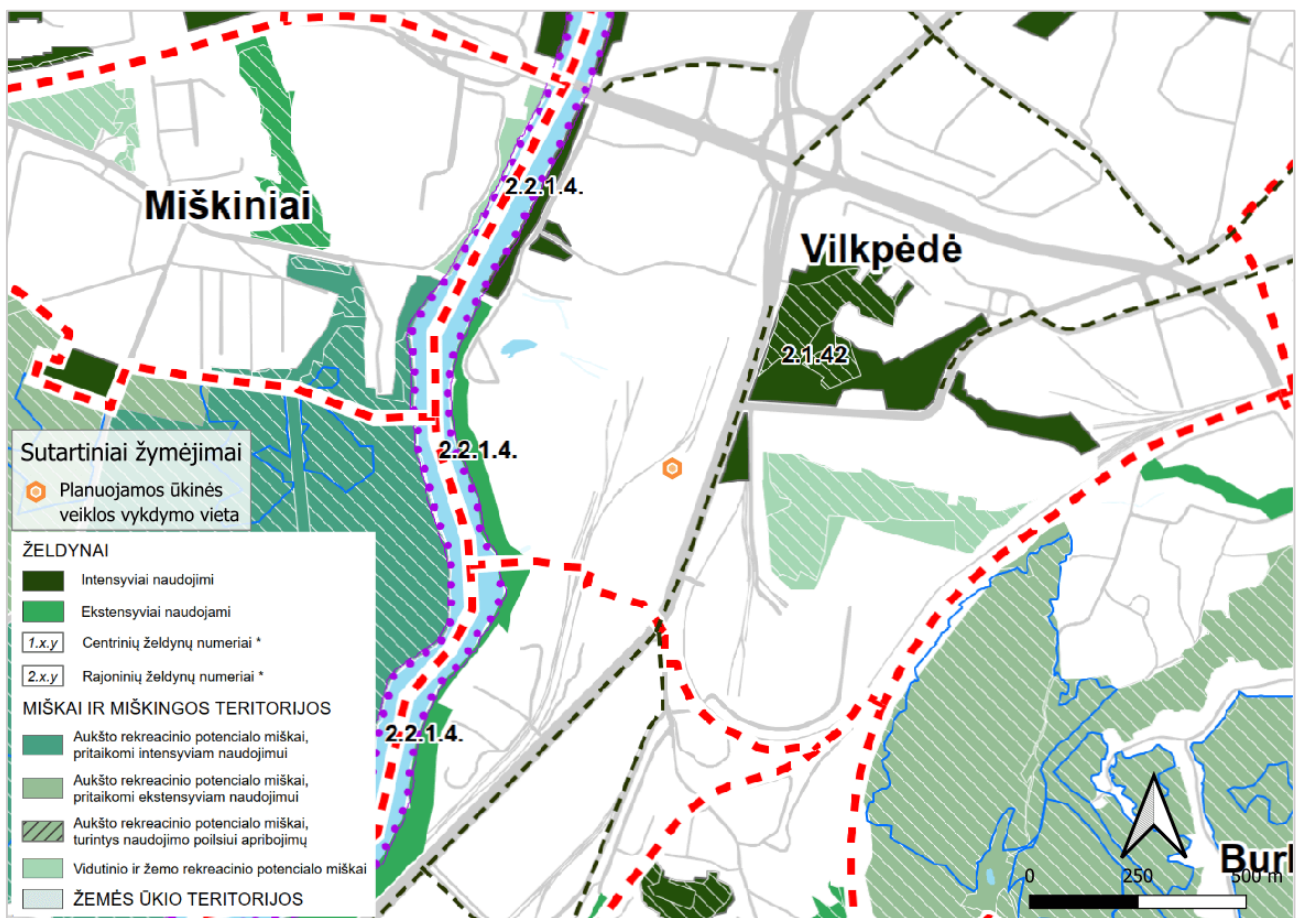 2.2.1.4.
Miškiniai
Vilkpėdė
2.1.42
2.2.1.4.
Sutartiniai žymėjimai
Planuojamos ūkinės
veiklos vykdymo vieta
ŽELDYNAI
Intensyviai naudojimi
Ekstensyviai naudojami
1.x.y Centrinių želdynų numeriai *
2.x.y Rajoninių želdynų numeriai *
MIŠKAI IR MIŠKINGOS TERITORIJOS
Aukšto rekreacinio potencialo miškai,
pritaikomi intensyviam naudojimui
2.2.1.4.
Aukšto rekreacinio potencialo miškai,
pritaikomi ekstensyviam naudojimui
Aukšto rekreacinio potencialo miškai,
turintys naudojimo poilsiui apribojimų
Vidutinio ir žemo rekreacinio potencialo miškai
ŽEMĖS ŪKIO TERITORIJOS
0 250 500 m